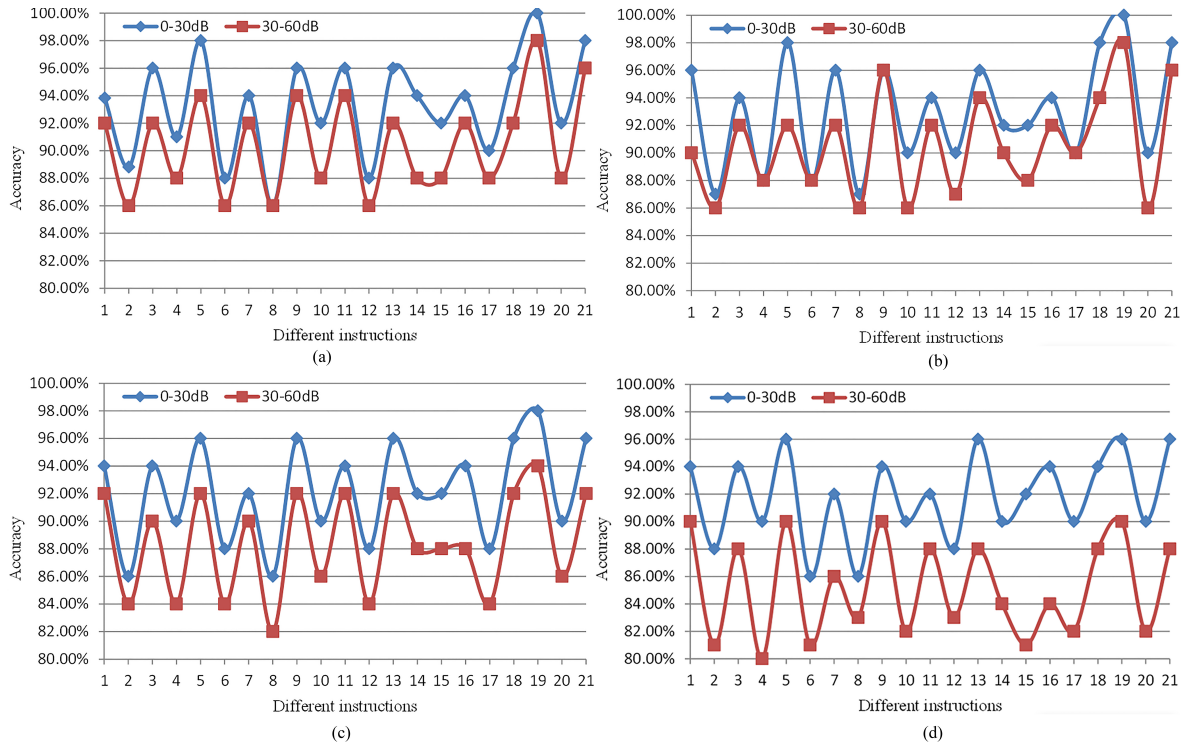 100.00%
98.00%
96.00%
94.00%
92.00%
90.00%
88.00%
86.00%
84.00%
82.00%
80.00%
Accuracy
0-30dB 30-60dB
1 2 3 4 5 6 7 8 9 10 11 12 13 14 15 16 17 18 19 20 21
Different instructions
(a)
100.00%
98.00%
96.00%
94.00%
92.00%
90.00%
88.00%
86.00%
84.00%
82.00%
80.00%
Accuracy
0-30dB 30-60dB
1 2 3 4 5 6 7 8 9 10 11 12 13 14 15 16 17 18 19 20 21
Different instructions
(b)
100.00%
98.00%
96.00%
94.00%
92.00%
90.00%
88.00%
86.00%
84.00%
82.00%
80.00%
Accuracy
0-30dB 30-60dB
1 2 3 4 5 6 7 8 9 10 11 12 13 14 15 16 17 18 19 20 21
Different instructions
(c)
100.00%
98.00%
96.00%
94.00%
92.00%
90.00%
88.00%
86.00%
84.00%
82.00%
80.00%
Accuracy
0-30dB 30-60dB
1 2 3 4 5 6 7 8 9 10 11 12 13 14 15 16 17 18 19 20 21
Different instructions
(d)